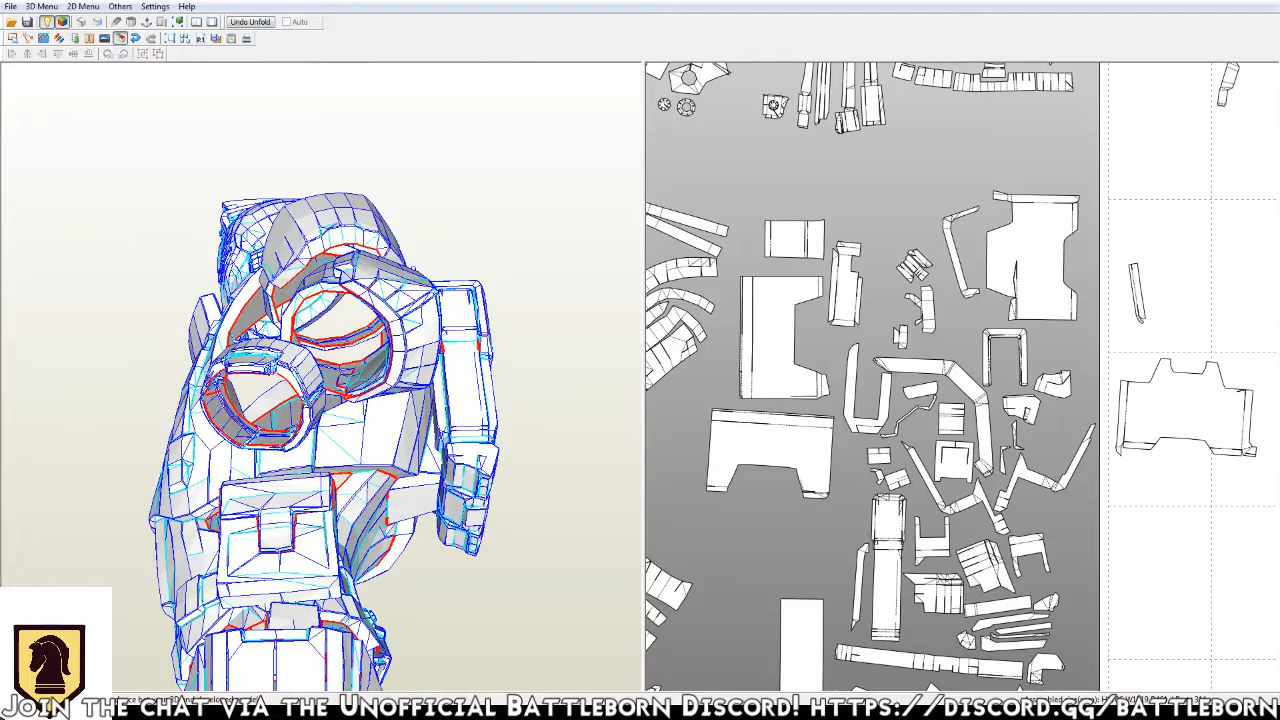 File 3D Menu 2D Menu Others Settings Help
Undo Unfold Auto
Join the chat via the Unofficial Battleborn Discord! https://discord.gg/battleborn